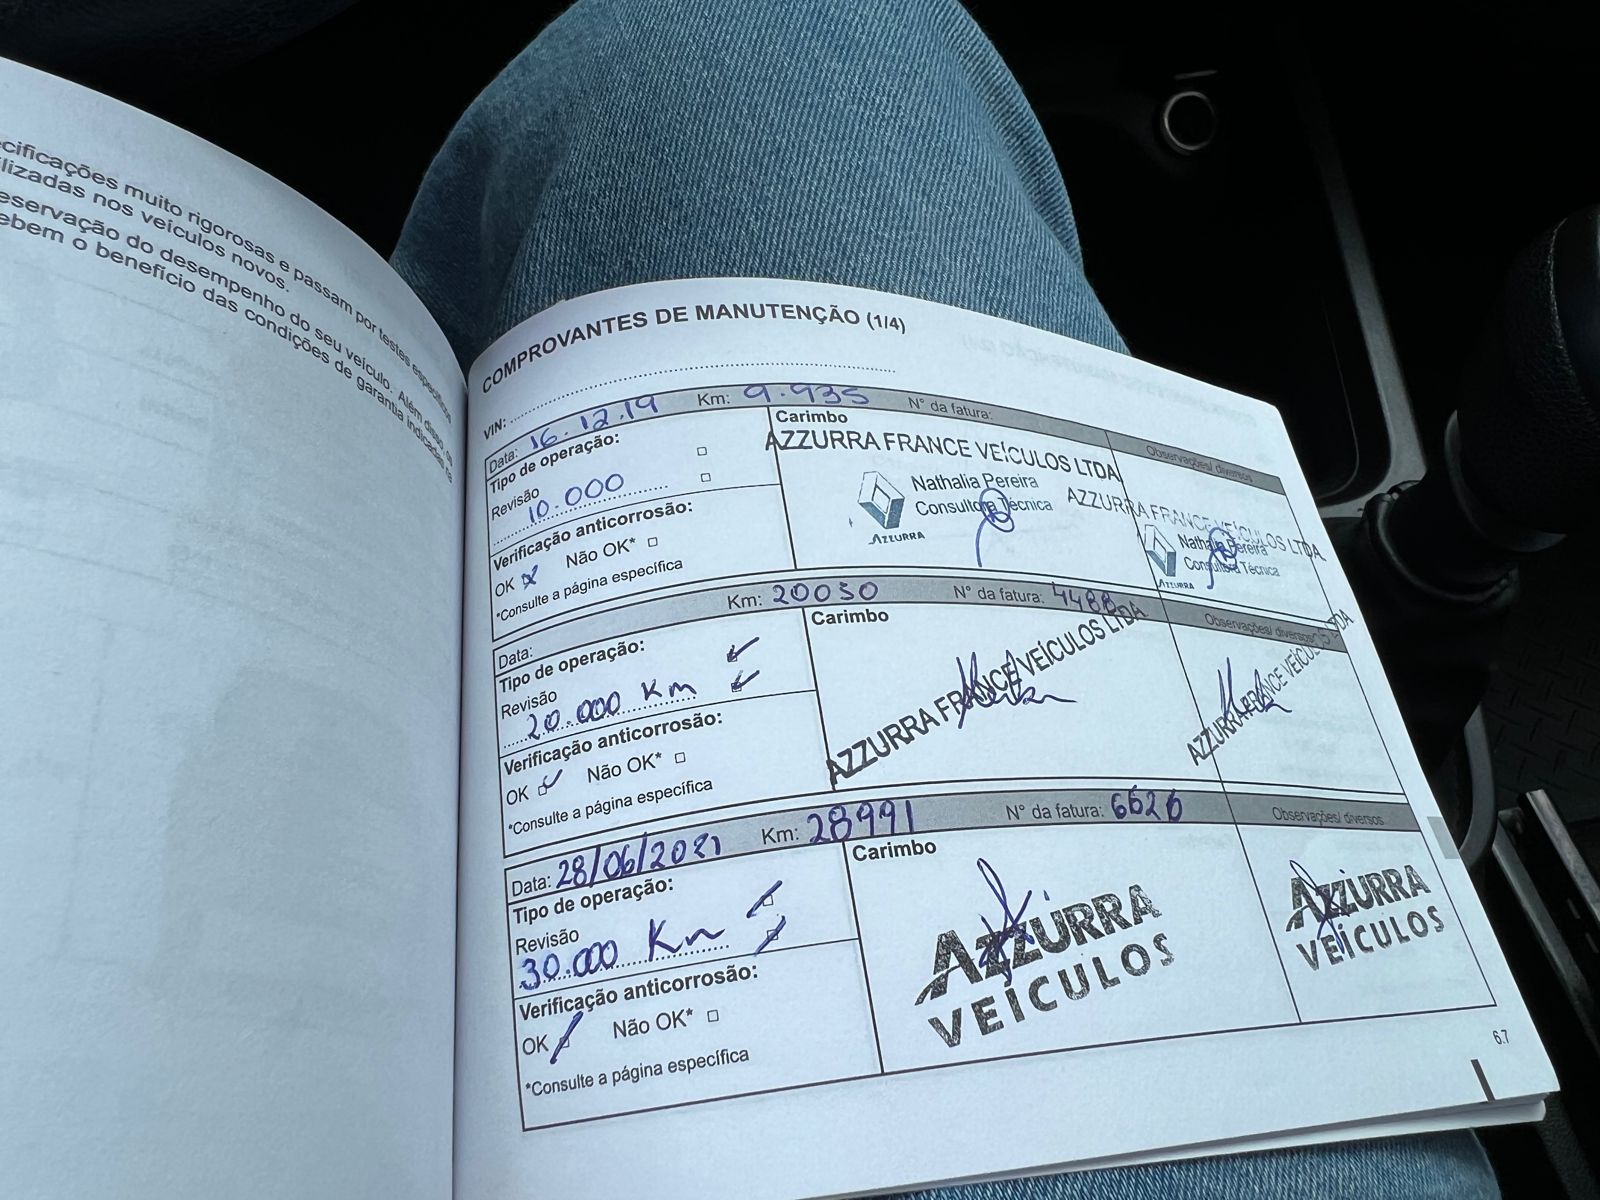 ecificações muito rigorosas e passam por testes específicos
ilizadas nos veículos novos.
eservação do desempenho do seu veículo. Além disso, os
ebem o benefício das condições de garantia indicadas na
COMPROVANTES DE MANUTENÇÃO (1/4)
VIN:
Data: 16.12.19 Km: 9.935 N° da fatura:
Tipo de operação:
Revisão
10.000
Verificação anticorrosão:
OK Não OK*
*Consulte a página específica
Carimbo
AZZURRA FRANCE VEÍCULOS LTDA
Nathalia Pereira
Consultora Técnica
AZZURRA
Observações/ diversos
AZZURRA FRANCE VEÍCULOS LTDA
Nathalia Pereira
Consultora Técnica
AZZURRA
Data: Km: 20030 N° da fatura: 4488
Tipo de operação:
Revisão
20.000 Km
Verificação anticorrosão:
OK Não OK*
*Consulte a página específica
Carimbo
AZZURRA FRANCE VEÍCULOS LTDA
Observações/ diversos
AZZURRA FRANCE VEÍCULOS LTDA
Data: 28/06/2021 Km: 28991 N° da fatura: 6626
Tipo de operação:
Revisão
30.000 Km
Verificação anticorrosão:
OK Não OK*
*Consulte a página específica
Carimbo
AZZURRA
VEÍCULOS
Observações/ diversos
AZZURRA
VEÍCULOS
6.7